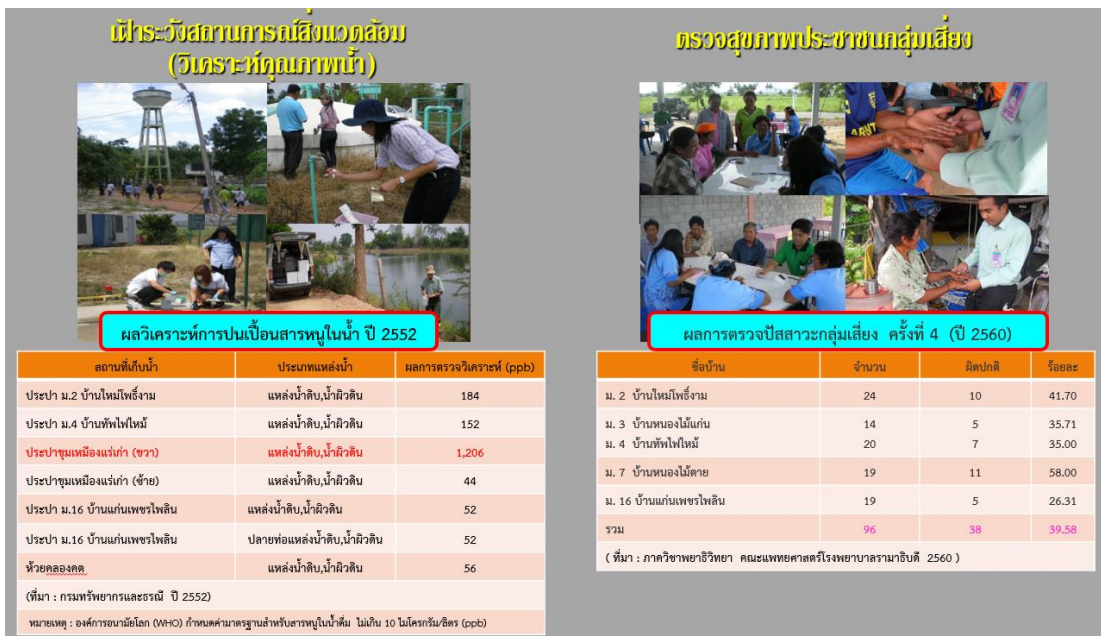 เฝ้าระวังสถานการณ์สิ่งแวดล้อม
(วิเคราะห์คุณภาพน้ำ)
ผลวิเคราะห์การปนเปื้อนสารหนูในน้ำ ปี 2552
สถานที่เก็บน้ำ ประเภทแหล่งน้ำ ผลการตรวจวิเคราะห์ (ppb)
ประปา ม.2 บ้านใหม่โพธิ์งาม แหล่งน้ำดิบ,น้ำผิวดิน 184
ประปา ม.4 บ้านทัพไฟไหม้ แหล่งน้ำดิบ,น้ำผิวดิน 152
ประปาขุมเหมืองแร่เก่า (ขวา) แหล่งน้ำดิบ,น้ำผิวดิน 1,206
ประปาขุมเหมืองแร่เก่า (ซ้าย) แหล่งน้ำดิบ,น้ำผิวดิน 44
ประปา ม.16 บ้านแก่นเพชรไพลิน แหล่งน้ำดิบ,น้ำผิวดิน 52
ประปา ม.16 บ้านแก่นเพชรไพลิน ปลายท่อแหล่งน้ำดิบ,น้ำผิวดิน 52
ห้วยคลองคต แหล่งน้ำดิบ,น้ำผิวดิน 56
(ที่มา : กรมทรัพยากรและธรณี ปี 2552)
หมายเหตุ : องค์การอนามัยโลก (WHO) กำหนดค่ามาตรฐานสำหรับสารหนูในน้ำดื่ม ไม่เกิน 10 ไมโครกรัม/ลิตร (ppb)
ตรวจสุขภาพประชาชนกลุ่มเสี่ยง
ผลการตรวจปัสสาวะกลุ่มเสี่ยง ครั้งที่ 4 (ปี 2560)
ชื่อบ้าน จำนวน ผิดปกติ ร้อยละ
ม. 2 บ้านใหม่โพธิ์งาม 24 10 41.70
ม. 3 บ้านหนองไม้แก่น 14 5 35.71
ม. 4 บ้านทัพไฟไหม้ 20 7 35.00
ม. 7 บ้านหนองไม้ตาย 19 11 58.00
ม. 16 บ้านแก่นเพชรไพลิน 19 5 26.31
รวม 96 38 39.58
( ที่มา : ภาควิชาพยาธิวิทยา คณะแพทยศาสตร์โรงพยาบาลรามาธิบดี 2560 )